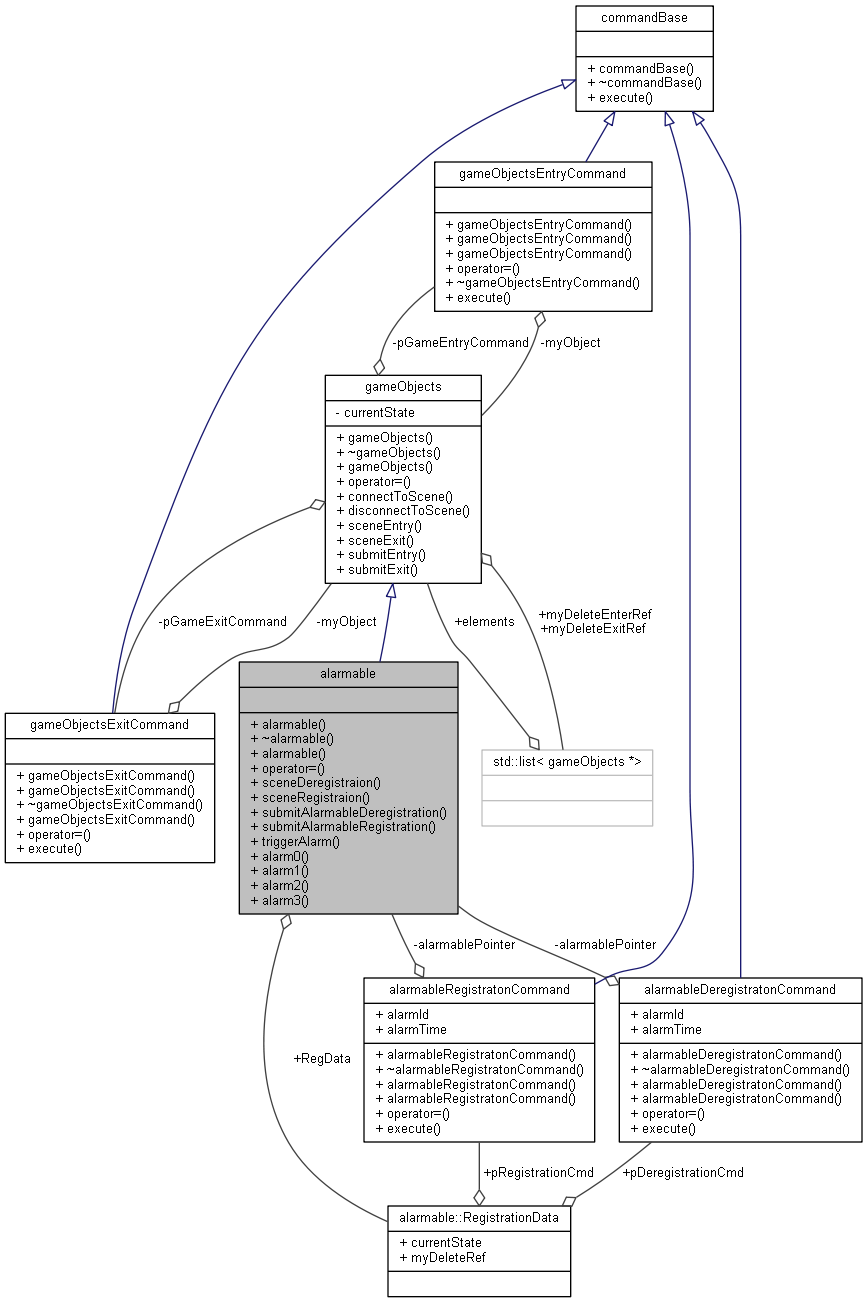 commandBase
+ commandBase()
+ ~commandBase()
+ execute()
gameObjectsEntryCommand
+ gameObjectsEntryCommand()
+ gameObjectsEntryCommand()
+ gameObjectsEntryCommand()
+ operator=()
+ ~gameObjectsEntryCommand()
+ execute()
-pGameEntryCommand
-myObject
gameObjects
- currentState
+ gameObjects()
+ ~gameObjects()
+ gameObjects()
+ operator=()
+ connectToScene()
+ disconnectToScene()
+ sceneEntry()
+ sceneExit()
+ submitEntry()
+ submitExit()
-pGameExitCommand
-myObject
+elements
+myDeleteEnterRef
+myDeleteExitRef
alarmable
+ alarmable()
+ ~alarmable()
+ alarmable()
+ operator=()
+ sceneDeregistraion()
+ sceneRegistraion()
+ submitAlarmableDeregistration()
+ submitAlarmableRegistration()
+ triggerAlarm()
+ alarm0()
+ alarm1()
+ alarm2()
+ alarm3()
gameObjectsExitCommand
+ gameObjectsExitCommand()
+ gameObjectsExitCommand()
+ ~gameObjectsExitCommand()
+ gameObjectsExitCommand()
+ operator=()
+ execute()
std::list< gameObjects *>
-alarmablePointer
-alarmablePointer
+RegData
alarmableRegistratonCommand
+ alarmId
+ alarmTime
+ alarmableRegistratonCommand()
+ ~alarmableRegistratonCommand()
+ alarmableRegistratonCommand()
+ alarmableRegistratonCommand()
+ operator=()
+ execute()
alarmableDeregistratonCommand
+ alarmId
+ alarmTime
+ alarmableDeregistratonCommand()
+ ~alarmableDeregistratonCommand()
+ alarmableDeregistratonCommand()
+ alarmableDeregistratonCommand()
+ operator=()
+ execute()
+pRegistrationCmd
+pDeregistrationCmd
alarmable::RegistrationData
+ currentState
+ myDeleteRef